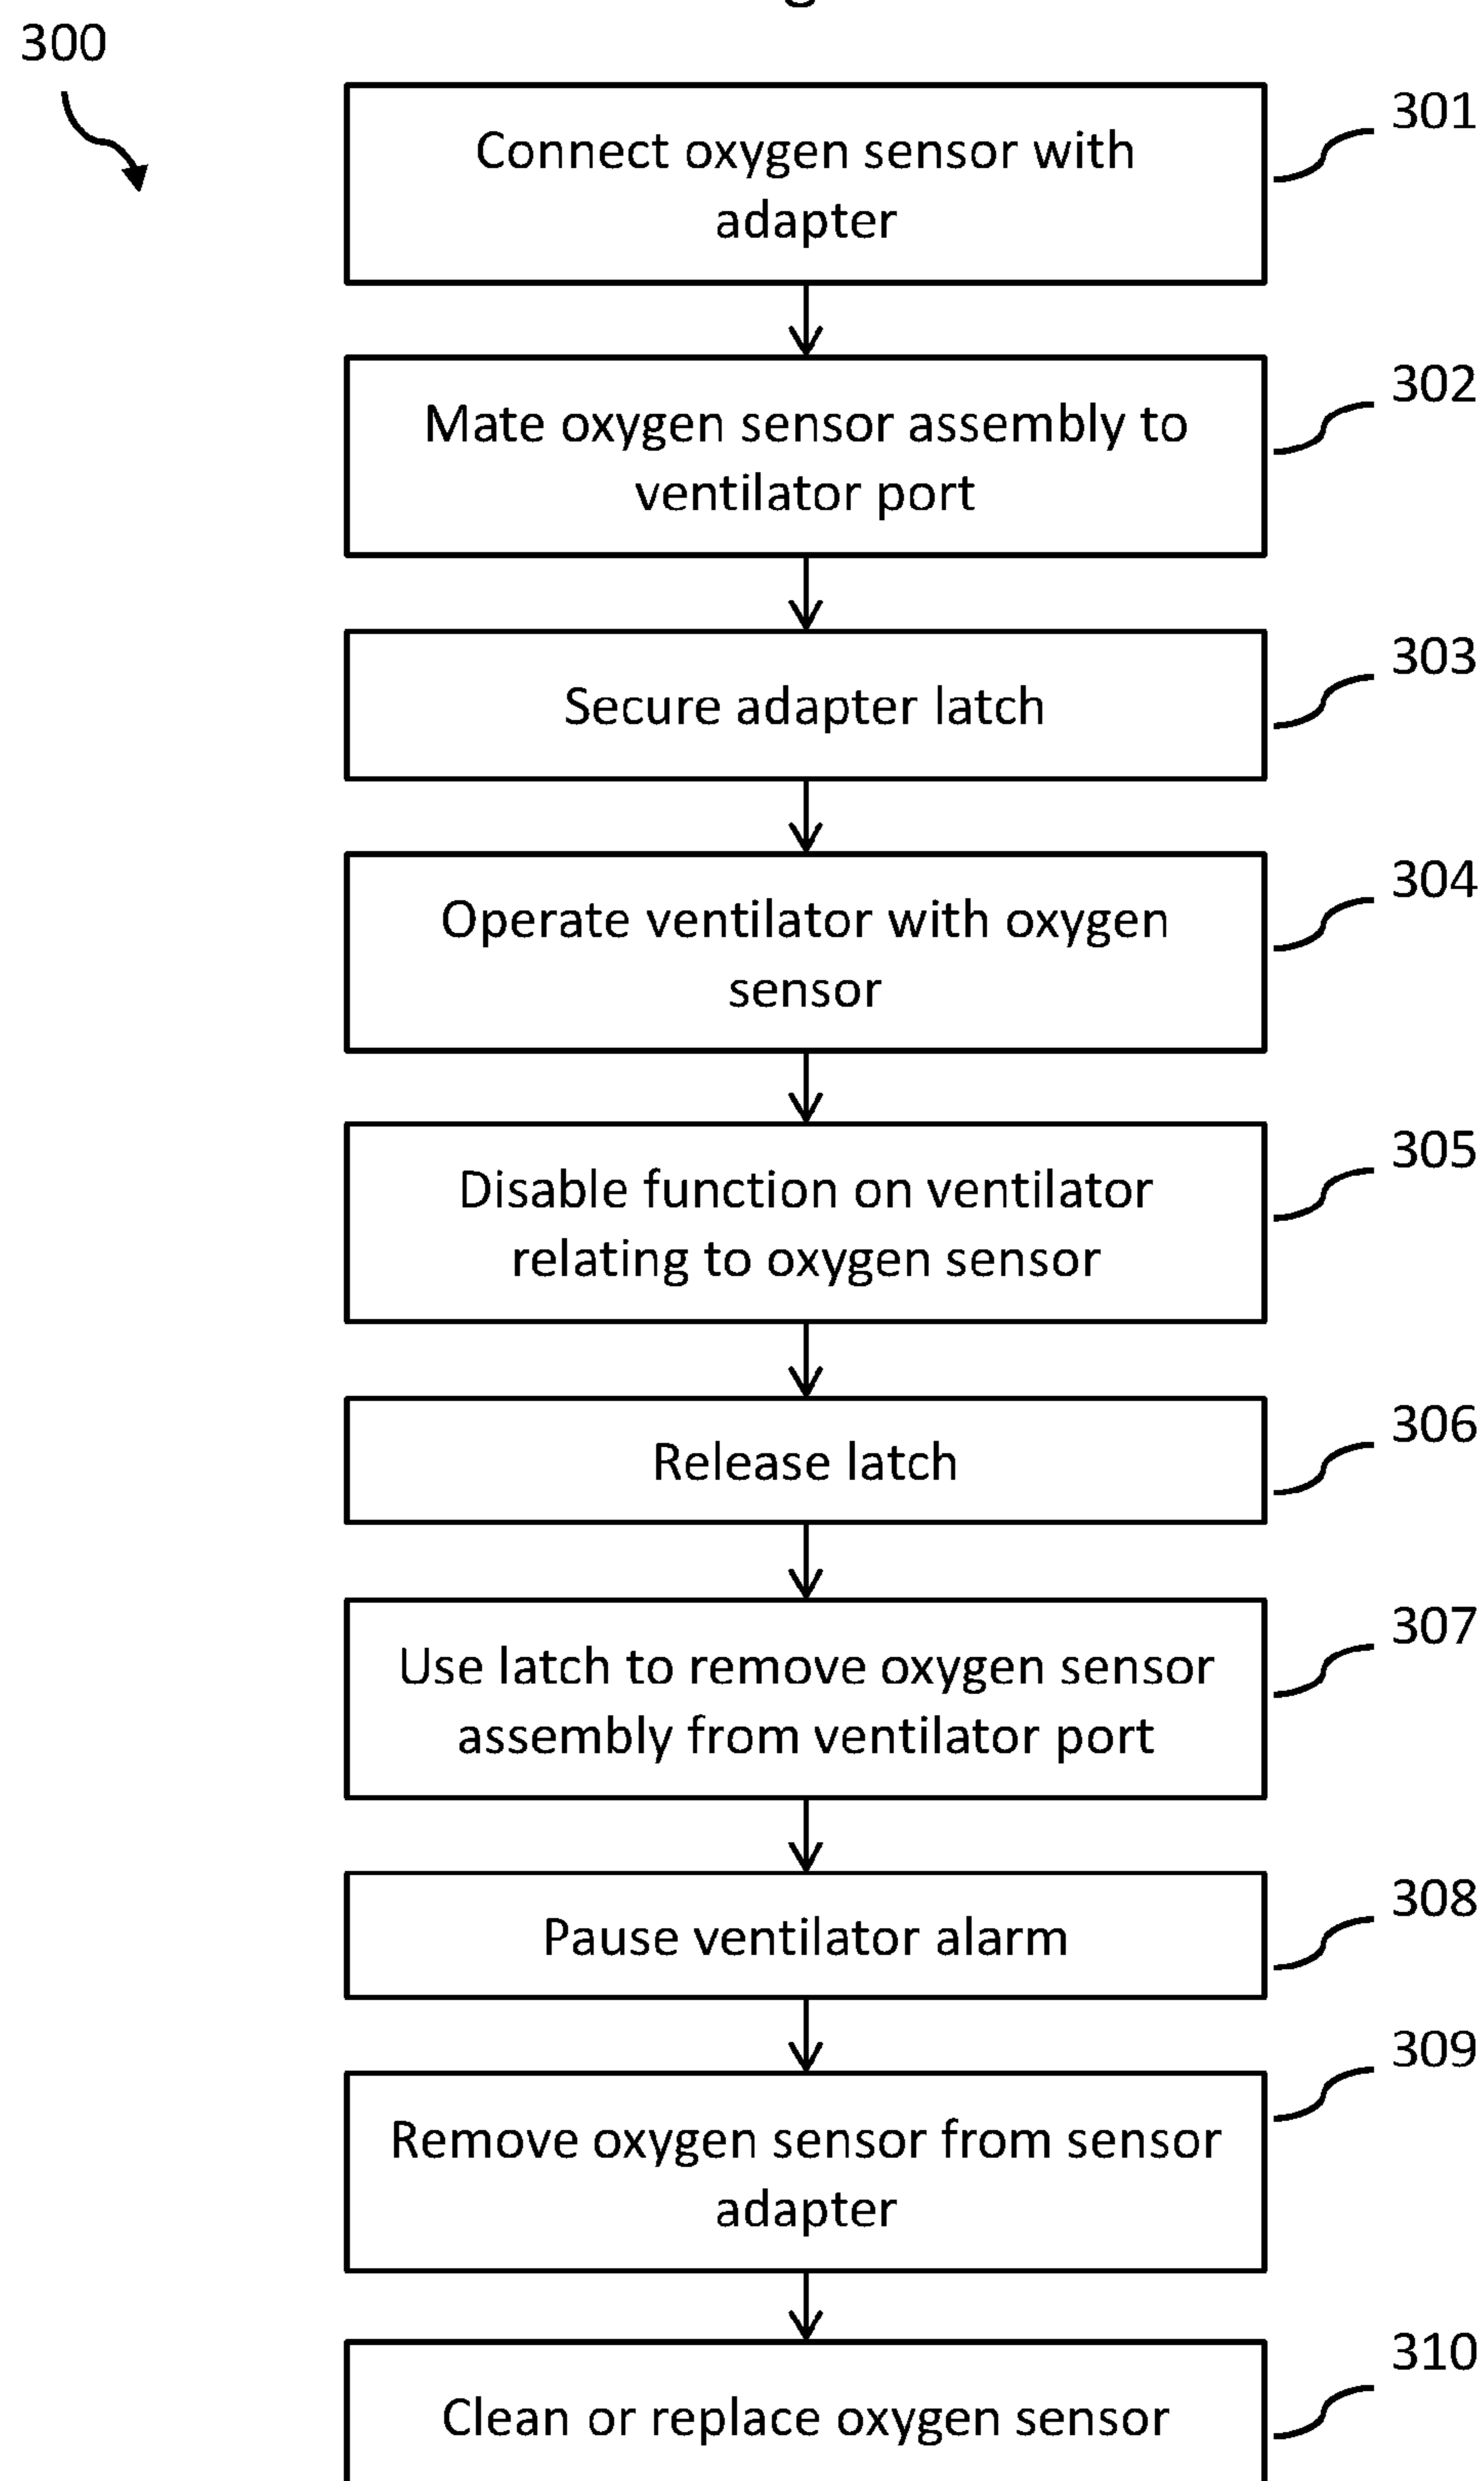 300
301
Connect oxygen sensor with
adapter
302
Mate oxygen sensor assembly to
ventilator port
303
Secure adapter latch
304
Operate ventilator with oxygen
sensor
305
Disable function on ventilator
relating to oxygen sensor
306
Release latch
307
Use latch to remove oxygen sensor
assembly from ventilator port
308
Pause ventilator alarm
309
Remove oxygen sensor from sensor
adapter
310
Clean or replace oxygen sensor